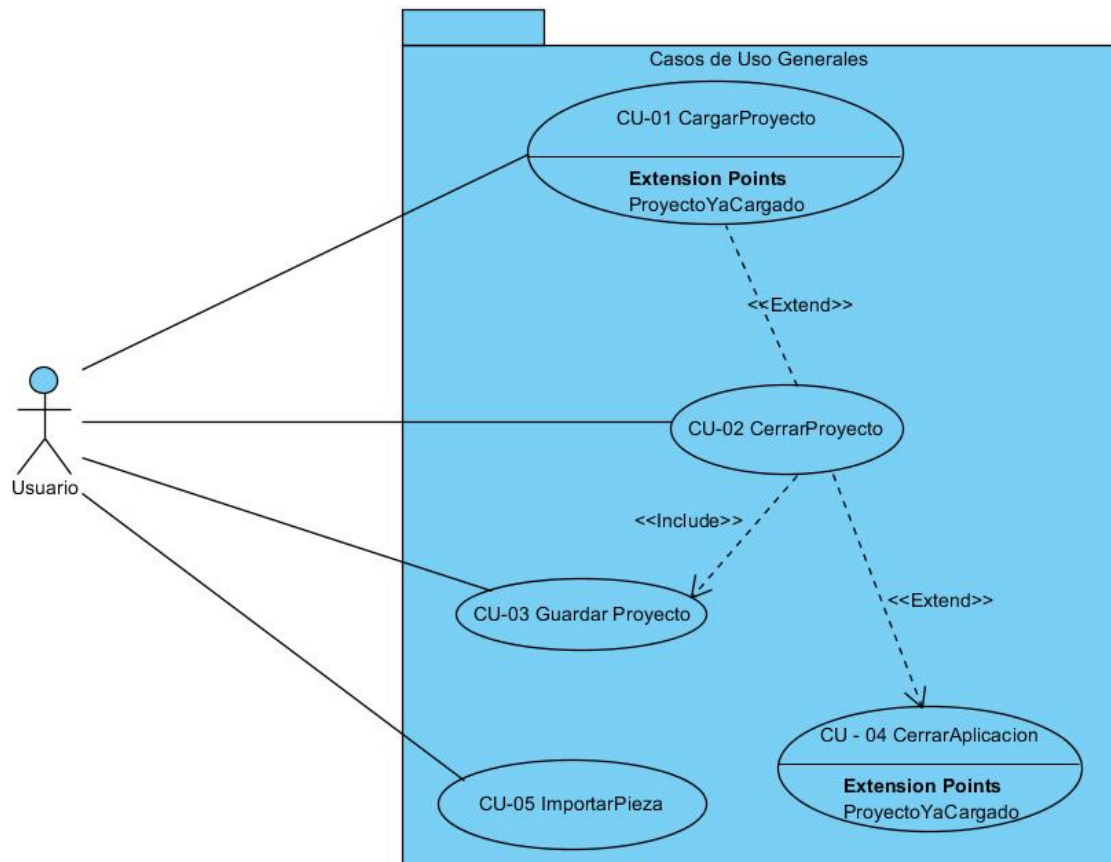 Casos de Uso Generales
CU-01 CargarProyecto
Extension Points
ProyectoYaCargado
<<Extend>>
CU-02 CerrarProyecto
Usuario
<<Include>>
<<Extend>>
CU-03 Guardar Proyecto
CU - 04 CerrarAplicacion
Extension Points
ProyectoYaCargado
CU-05 ImportarPieza